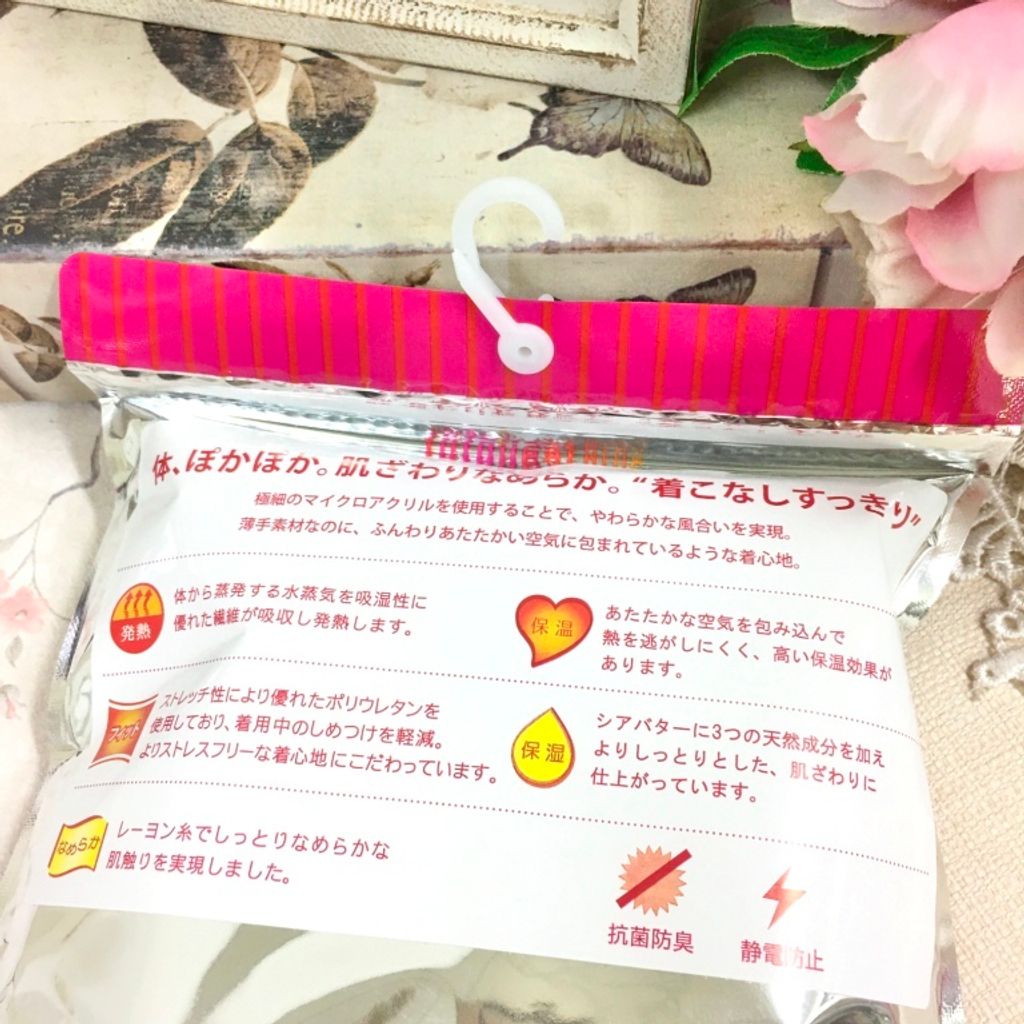 体、ぽかぽか。肌ざわりなめらか。“着こなしすっきり”
極細のマイクロアクリルを使用することで、やわらかな風合いを実現。
薄手素材なのに、ふんわりあたたかい空気に包まれているような着心地。
発熱
体から蒸発する水蒸気を吸湿性に
優れた繊維が吸収し発熱します。
保温
あたたかな空気を包み込んで
熱を逃がしにくく、高い保温効果が
あります。
フィット
ストレッチ性により優れたポリウレタンを
使用しており、着用中のしめつけを軽減。
よりストレスフリーな着心地にこだわっています。
保湿
シアバターに3つの天然成分を加え
よりしっとりとした、肌ざわりに
仕上がっています。
なめらか
レーヨン糸でしっとりなめらかな
肌触りを実現しました。
抗菌防臭
静電防止